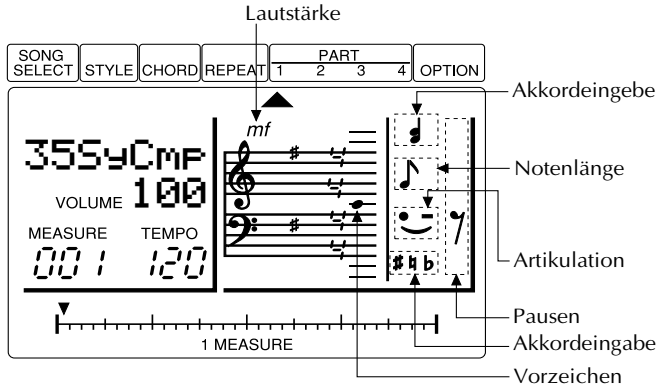 Lautstärke
SONG SELECT STYLE CHORD REPEAT PART 1 2 3 4 OPTION
Akkordeingebe
mf
35SyCmp
Notenlänge
VOLUME 100
MEASURE TEMPO
001 120
Artikulation
Pausen
1 MEASURE
Akkordeingabe
Vorzeichen